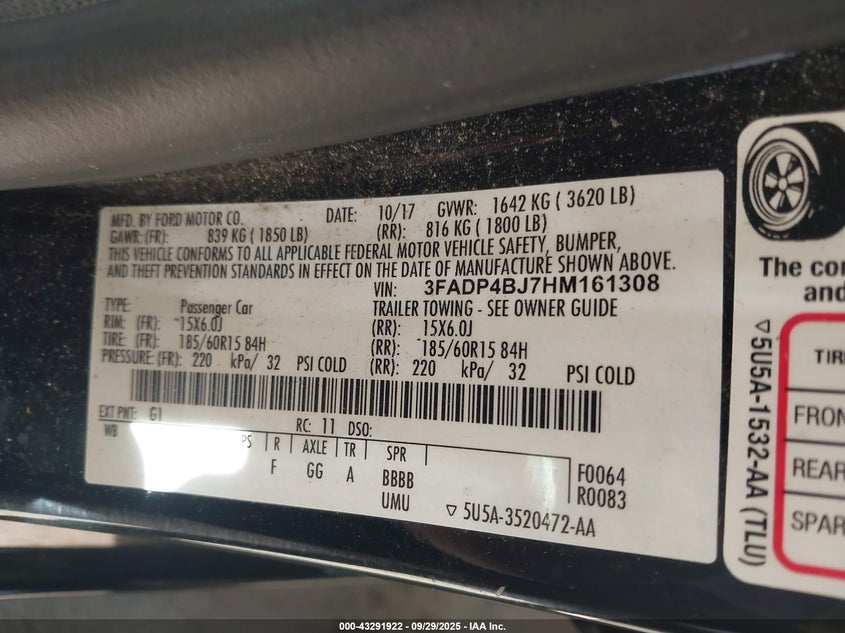 MFD. BY FORD MOTOR CO. DATE: 10/17 GVWR: 1642 KG ( 3620 LB)
GAWR: (FR): 839 KG ( 1850 LB) (RR): 816 KG ( 1800 LB)
THIS VEHICLE CONFORMS TO ALL APPLICABLE FEDERAL MOTOR VEHICLE SAFETY, BUMPER,
AND THEFT PREVENTION STANDARDS IN EFFECT ON THE DATE OF MANUFACTURE SHOWN ABOVE.
VIN: 3FADP4BJ7HM161308
TYPE: Passenger Car TRAILER TOWING - SEE OWNER GUIDE
RIM: (FR): 15X6.0J (RR): 15X6.0J
TIRE: (FR): 185/60R15 84H (RR): 185/60R15 84H
PRESSURE: (FR): 220 kPa/ 32 PSI COLD (RR): 220 kPa/ 32 PSI COLD
EXT PNT: G1 RC: 11 DSO:
WB PS R AXLE TR SPR
F GG A BBBB F0064
UMU R0083
▽ 5U5A-3520472-AA
The con
and
▽5U5A-1532-AA (TLU)
TIRE
FRON
REAR
SPAR
000-43291922 - 09/29/2025 - IAA Inc.